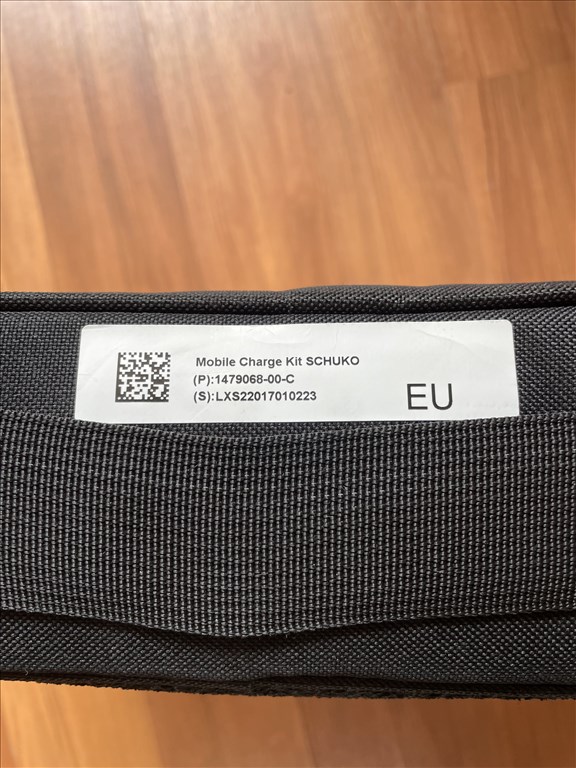 Mobile Charge Kit SCHUKO
(P):1479068-00-C
(S):LXS22017010223
EU